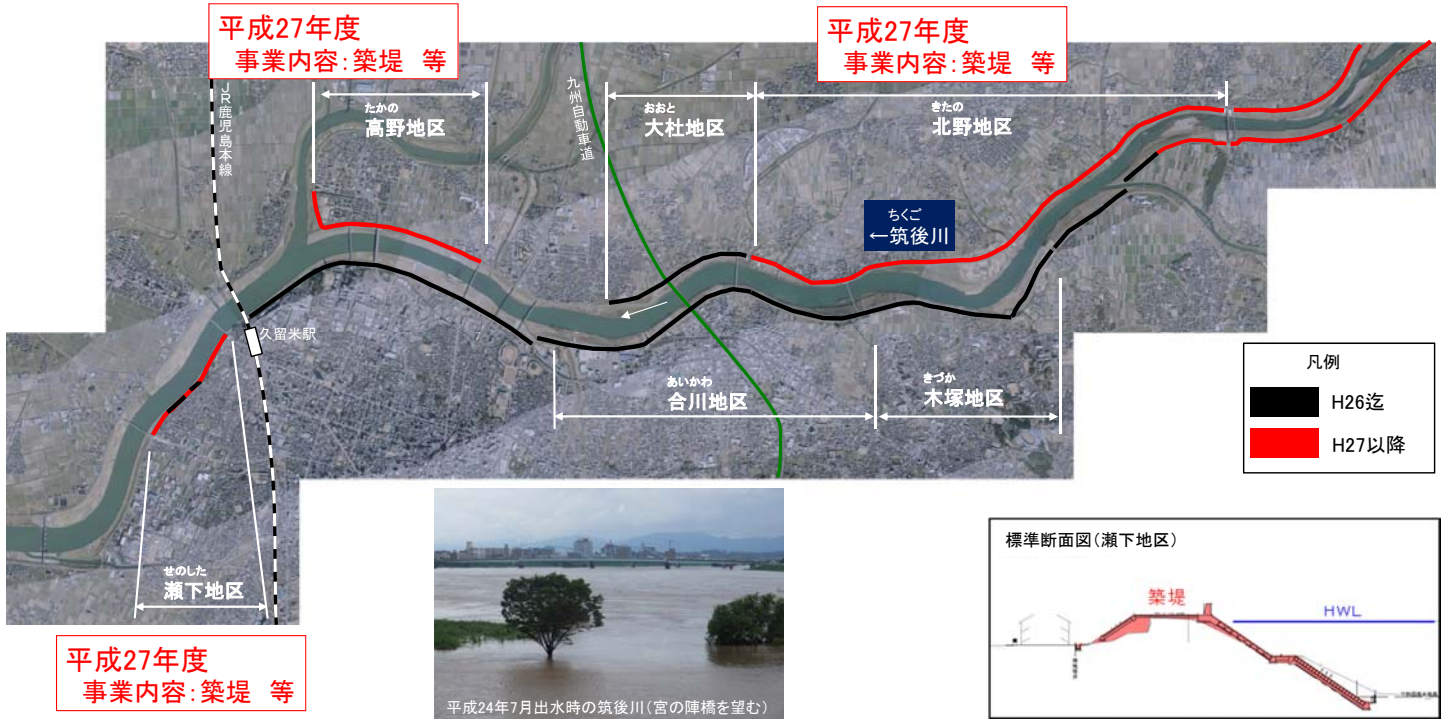 平成27年度
事業内容:築堤 等
平成27年度
事業内容:築堤 等
JR鹿児島本線
たかの
高野地区
九州自動車道
おおと
大杜地区
きたの
北野地区
ちくご
←筑後川
久留米駅
あいかわ
合川地区
きづか
木塚地区
凡例
H26迄
H27以降
せのした
瀬下地区
平成27年度
事業内容:築堤 等
平成24年7月出水時の筑後川(宮の陣橋を望む)
標準断面図(瀬下地区)
築堤
HWL